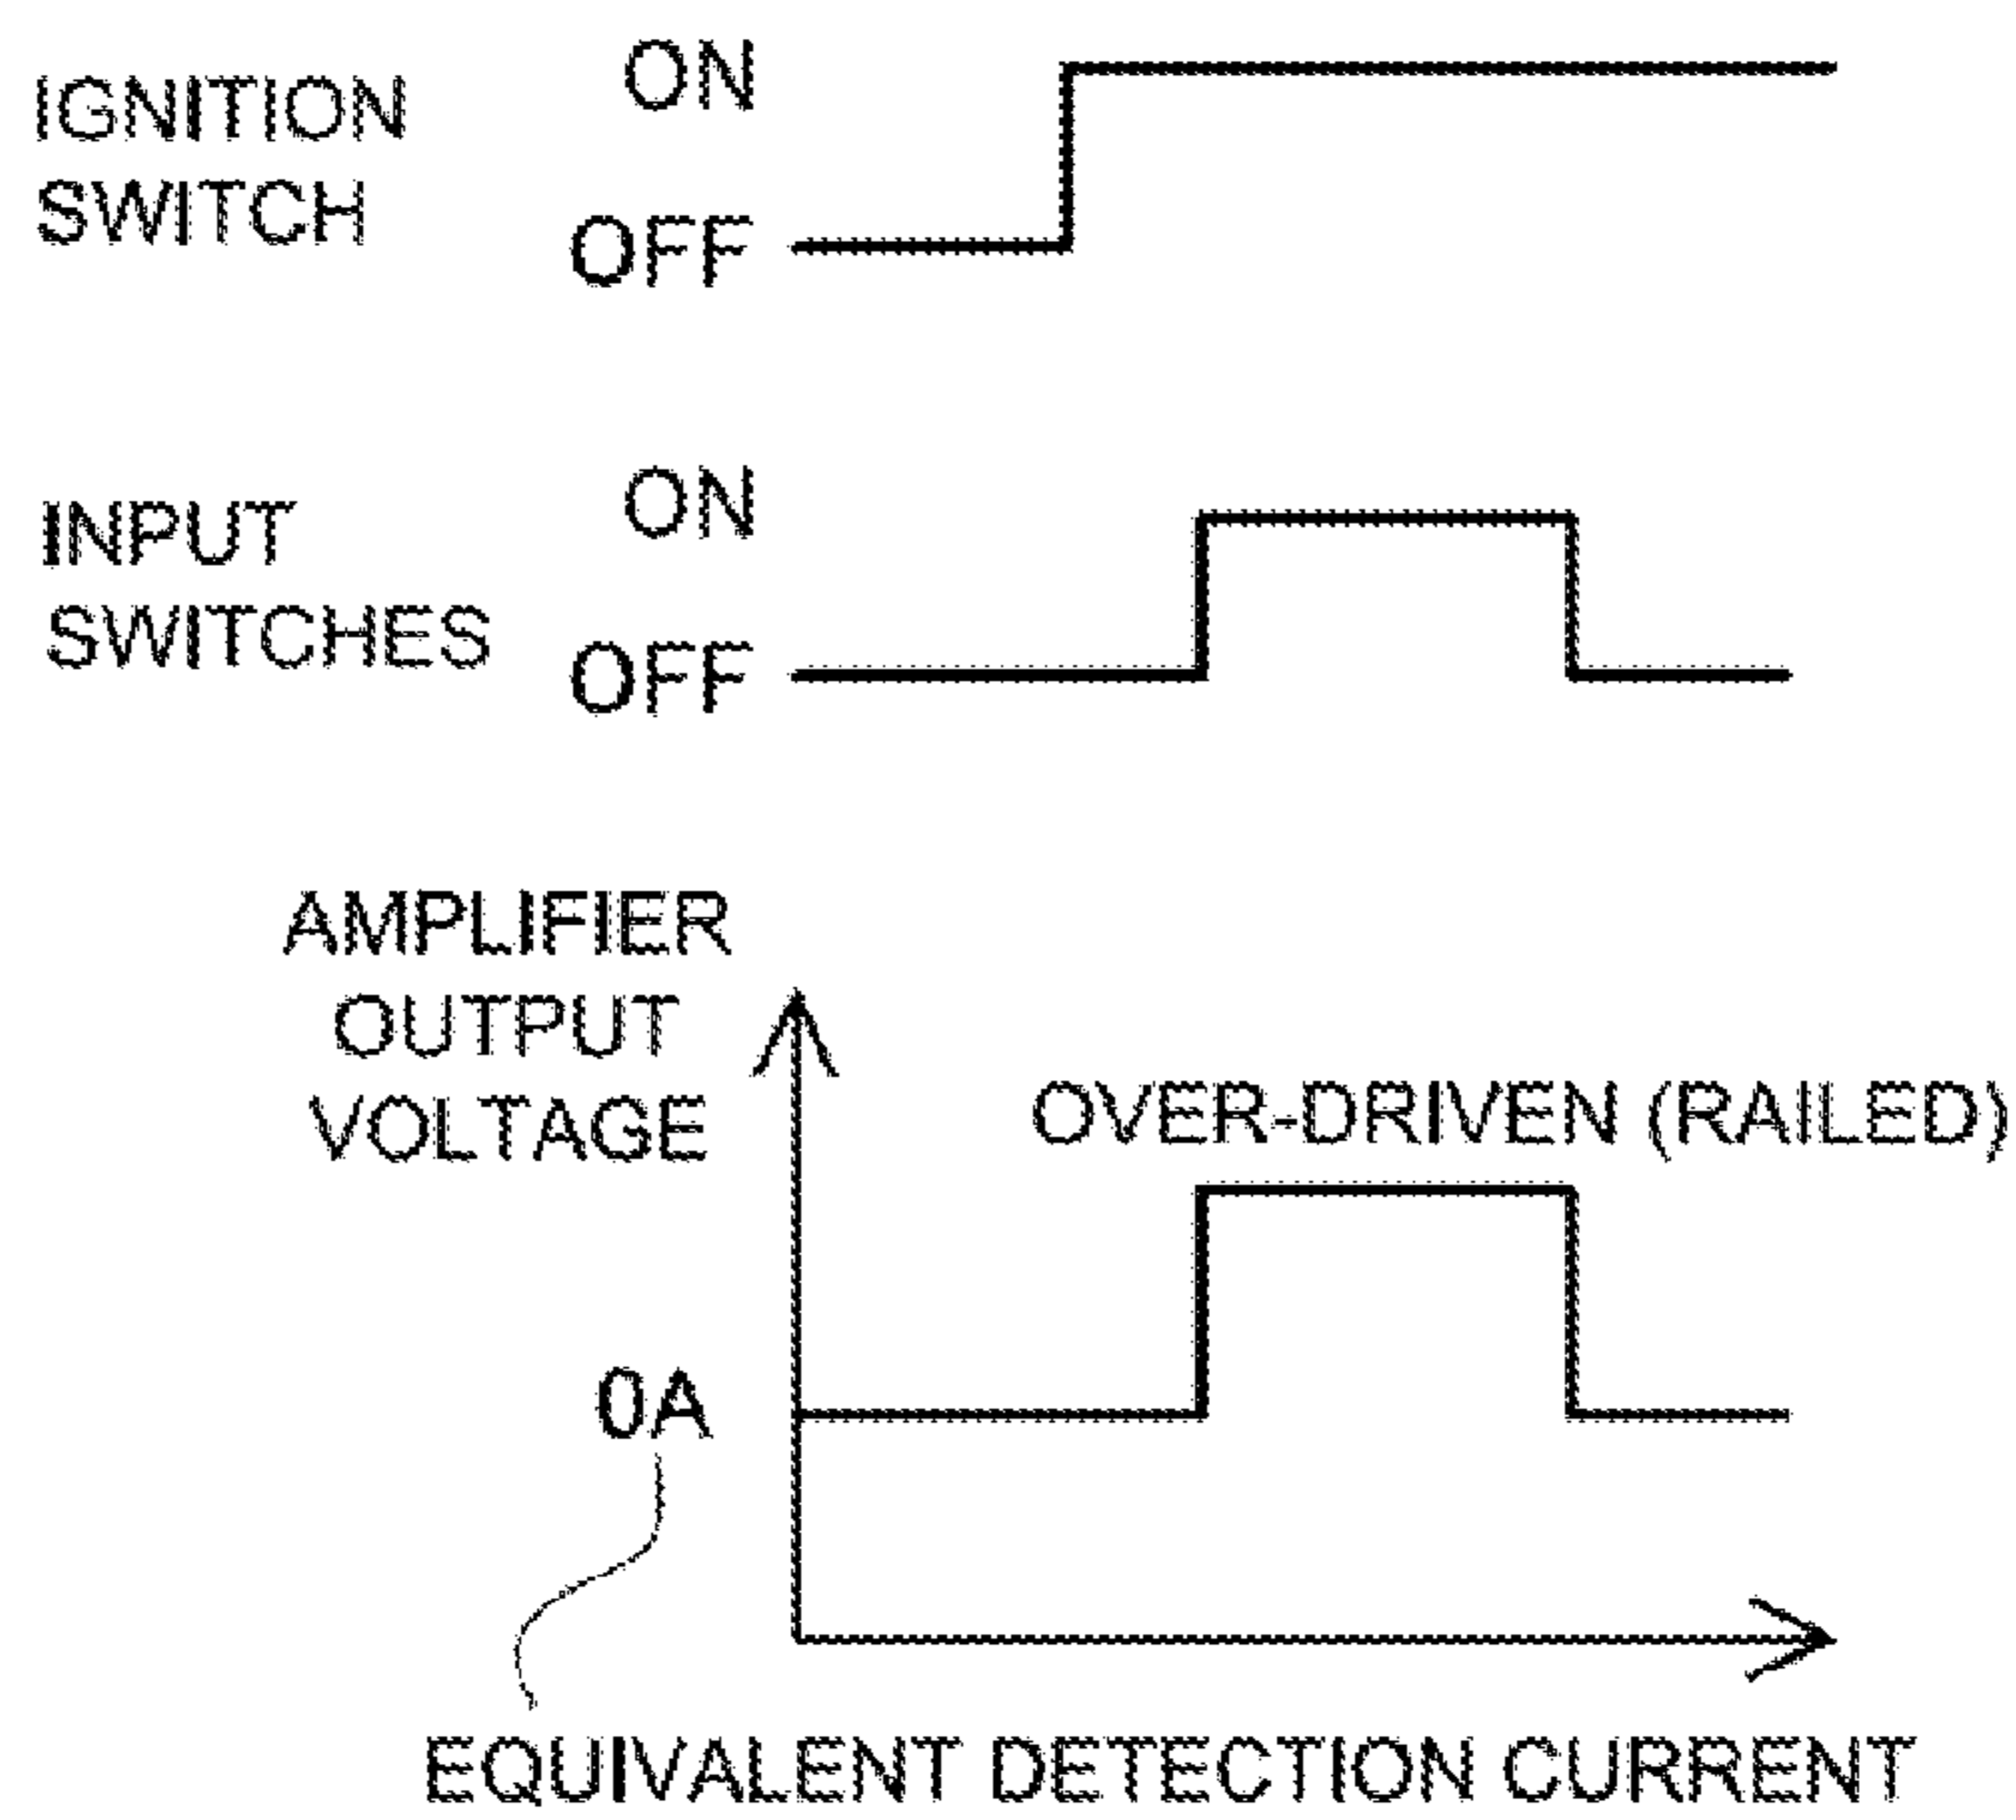 IGNITION
SWITCH
ON
OFF
INPUT
SWITCHES
ON
OFF
AMPLIFIER
OUTPUT
VOLTAGE
OVER-DRIVEN (RAILED)
0A
EQUIVALENT DETECTION CURRENT